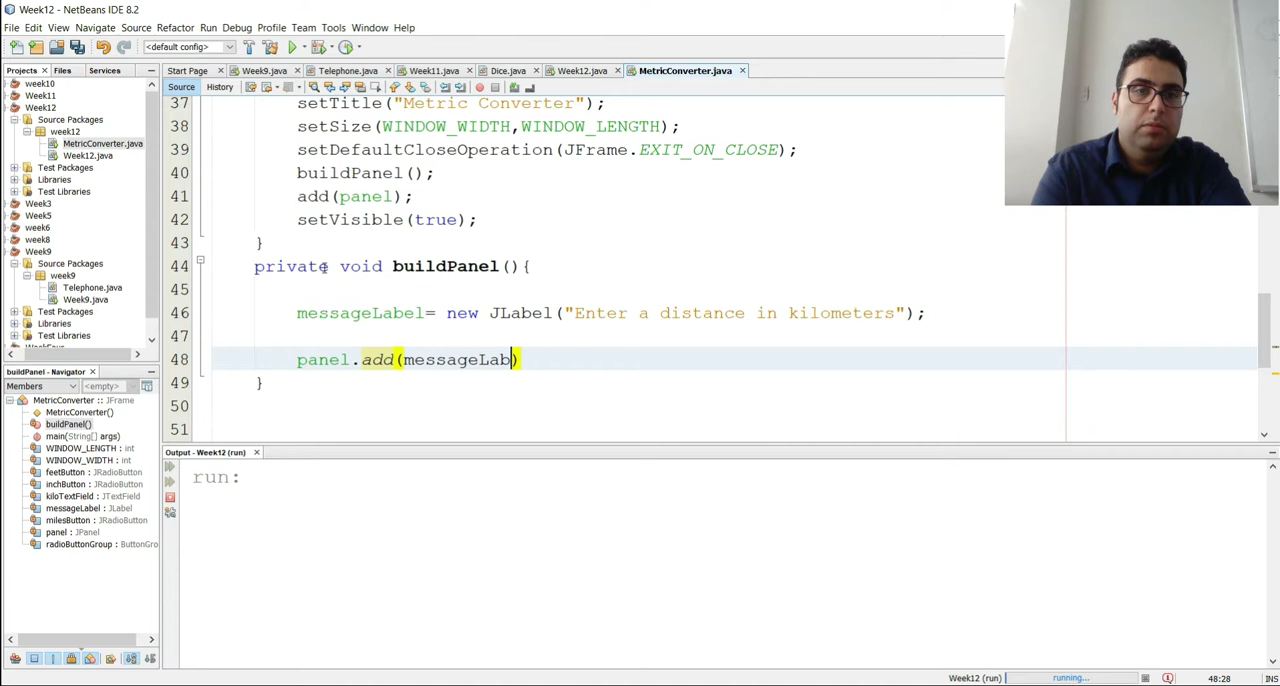 Week12 - NetBeans IDE 8.2
File Edit View Navigate Source Refactor Run Debug Profile Team Tools Window Help
<default config>
Projects Files Services
Start Page Week9.java Telephone.java Week11.java Dice.java Week12.java MetricConverter.java
Source History
week10
Week11
Week12
Source Packages
week12
MetricConverter.java
Week12.java
Test Packages
Libraries
Test Libraries
Week3
Week5
week6
week8
Week9
Source Packages
week9
Telephone.java
Week9.java
Test Packages
Libraries
Test Libraries
37 setTitle("Metric Converter");
38 setSize(WINDOW_WIDTH,WINDOW_LENGTH);
39 setDefaultCloseOperation(JFrame.EXIT_ON_CLOSE);
40 buildPanel();
41 add(panel);
42 setVisible(true);
43 }
44 private void buildPanel(){
45
46 messageLabel= new JLabel("Enter a distance in kilometers");
47
48 panel.add(messageLab)
49 }
50
51
buildPanel - Navigator
Members <empty>
MetricConverter :: JFrame
MetricConverter()
buildPanel()
main(String[] args)
WINDOW_LENGTH : int
WINDOW_WIDTH : int
feetButton : JRadioButton
inchButton : JRadioButton
kiloTextField : JTextField
messageLabel : JLabel
milesButton : JRadioButton
panel : JPanel
radioButtonGroup : ButtonGro
Output - Week12 (run)
run:
Week12 (run) running... 48:28 INS